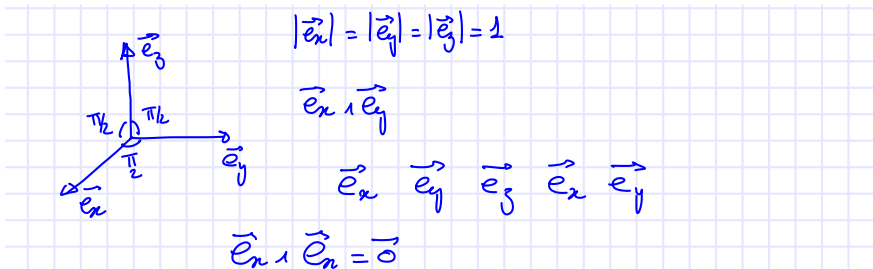 |e⃗x| = |e⃗y| = |e⃗z| = 1
e⃗z
π/2 π/2
e⃗x ∧ e⃗y
π/2
e⃗y
e⃗x
e⃗x e⃗y e⃗z e⃗x e⃗y
e⃗x ∧ e⃗x = 0⃗